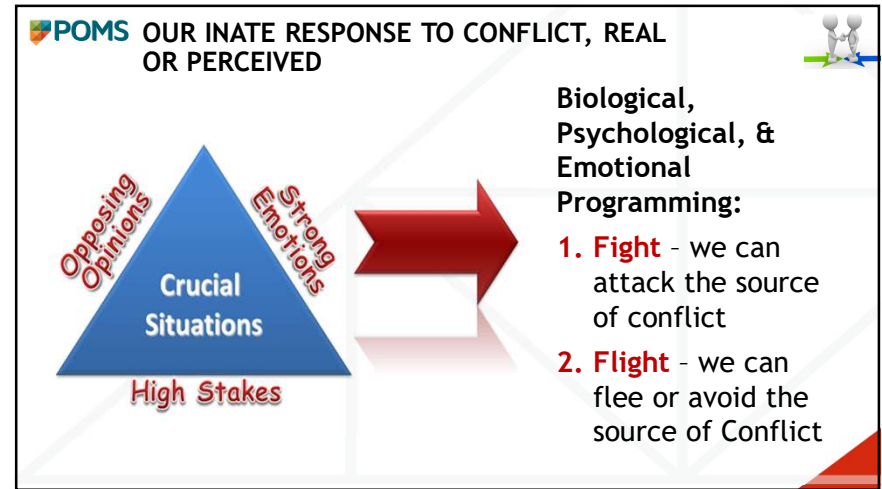 POMS OUR INATE RESPONSE TO CONFLICT, REAL
OR PERCEIVED
Opposing
Opinions
Strong
Emotions
Crucial
Situations
High Stakes
Biological,
Psychological, &
Emotional
Programming:
1. Fight – we can
attack the source
of conflict
2. Flight – we can
flee or avoid the
source of Conflict